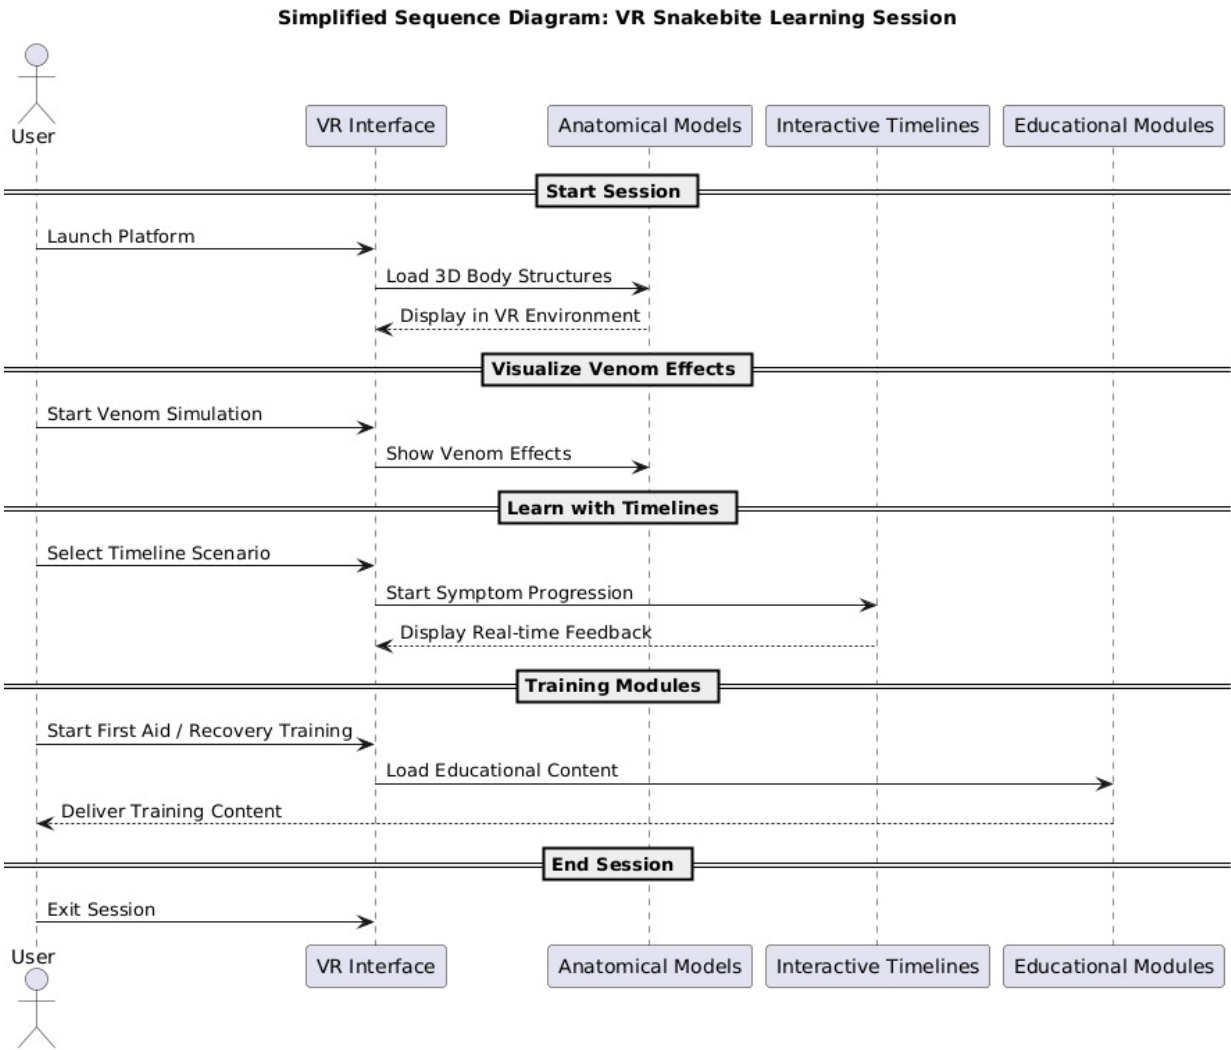 Simplified Sequence Diagram: VR Snakebite Learning Session
User
VR Interface
Anatomical Models
Interactive Timelines
Educational Modules
Start Session
Launch Platform
Load 3D Body Structures
Display in VR Environment
Visualize Venom Effects
Start Venom Simulation
Show Venom Effects
Learn with Timelines
Select Timeline Scenario
Start Symptom Progression
Display Real-time Feedback
Training Modules
Start First Aid / Recovery Training
Load Educational Content
Deliver Training Content
End Session
Exit Session
User
VR Interface
Anatomical Models
Interactive Timelines
Educational Modules